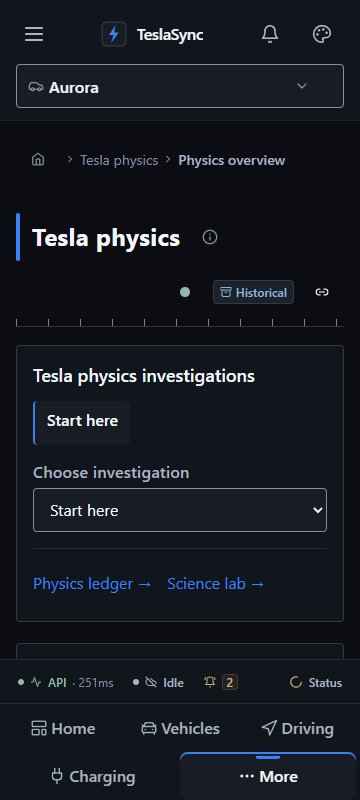 TeslaSync
Aurora
Tesla physics
Physics overview
Tesla physics
Historical
Tesla physics investigations
Start here
Choose investigation
Start here
Physics ledger → Science lab →
API · 251ms Idle 2 Status
Home Vehicles Driving
Charging More